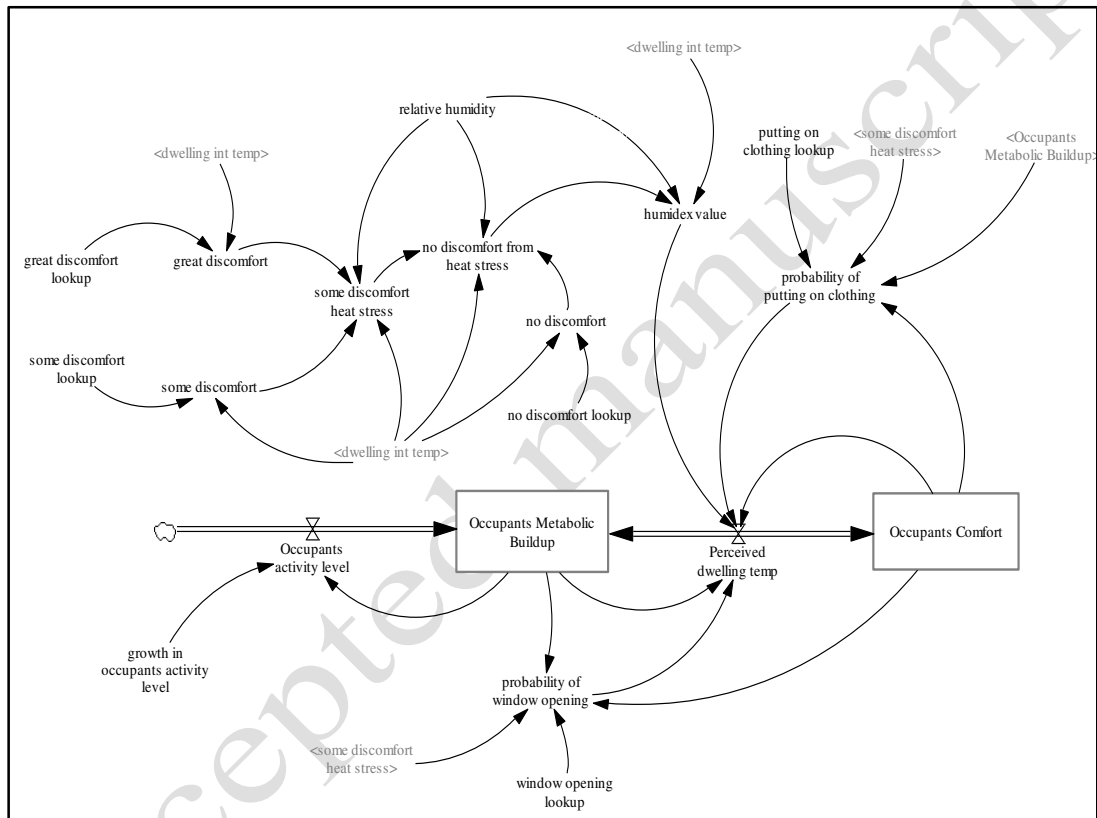 <dwelling int temp>
relative humidity
putting on
clothing lookup
<some discomfort
heat stress>
<Occupants
Metabolic Buildup>
<dwelling int temp>
humidex value
great discomfort
lookup
great discomfort
no discomfort from
heat stress
some discomfort
heat stress
probability of
putting on clothing
no discomfort
some discomfort
lookup
some discomfort
no discomfort lookup
<dwelling int temp>
Occupants Metabolic
Buildup
Occupants Comfort
Occupants
activity level
Perceived
dwelling temp
growth in
occupants activity
level
probability of
window opening
<some discomfort
heat stress>
window opening
lookup
cepted manuscrip